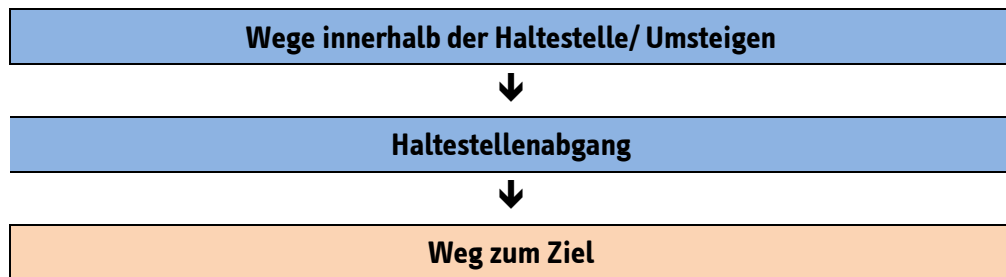 Wege innerhalb der Haltestelle/ Umsteigen
Haltestellenabgang
Weg zum Ziel